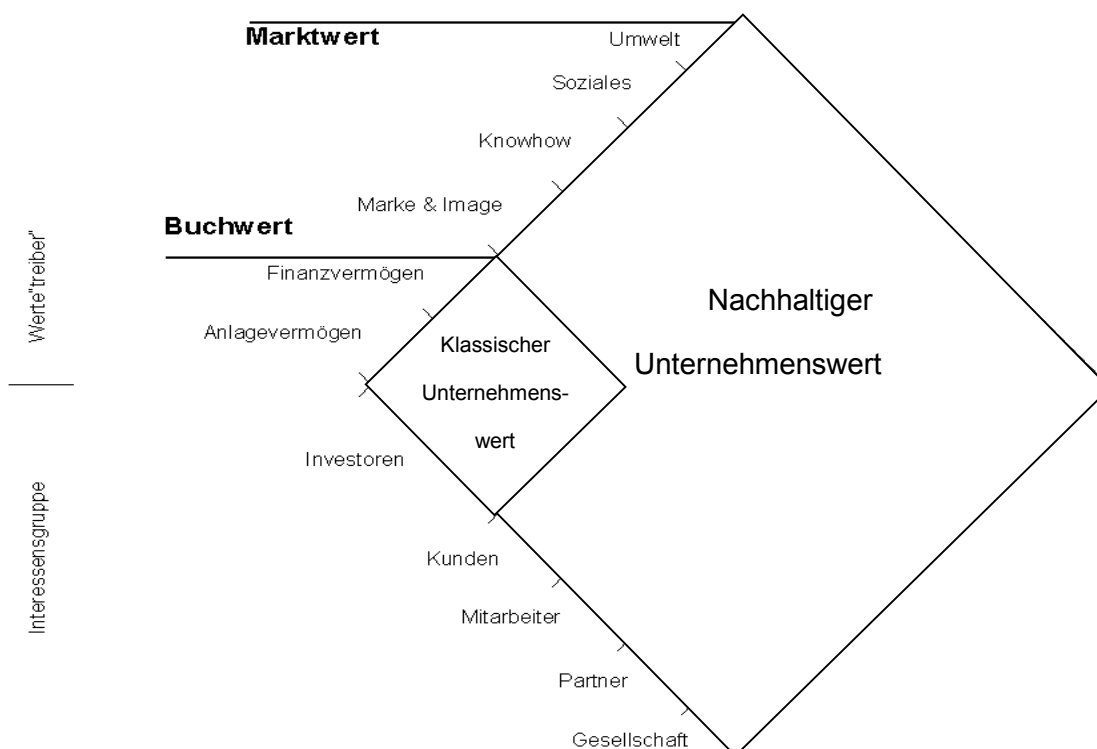 Marktwert
Umwelt
Soziales
Knowhow
Marke & Image
Buchwert
Finanzvermögen
Anlagevermögen
Werte"treiber"
Klassischer
Unternehmens-
wert
Nachhaltiger
Unternehmenswert
Investoren
Kunden
Mitarbeiter
Partner
Gesellschaft
Interessensgruppe